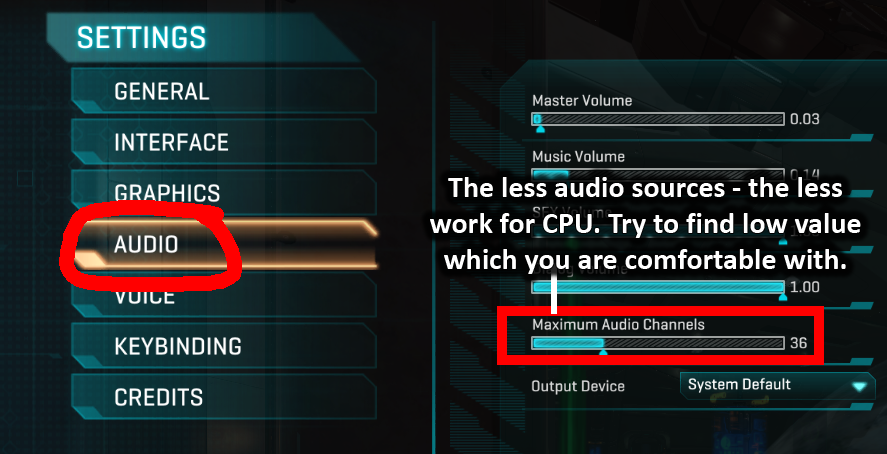 SETTINGS
GENERAL
INTERFACE
GRAPHICS
AUDIO
VOICE
KEYBINDING
CREDITS
Master Volume
0.03
Music Volume
0.14
The less audio sources - the less
work for CPU. Try to find low value
which you are comfortable with.
Volume
1.00
Maximum Audio Channels
36
Output Device
System Default